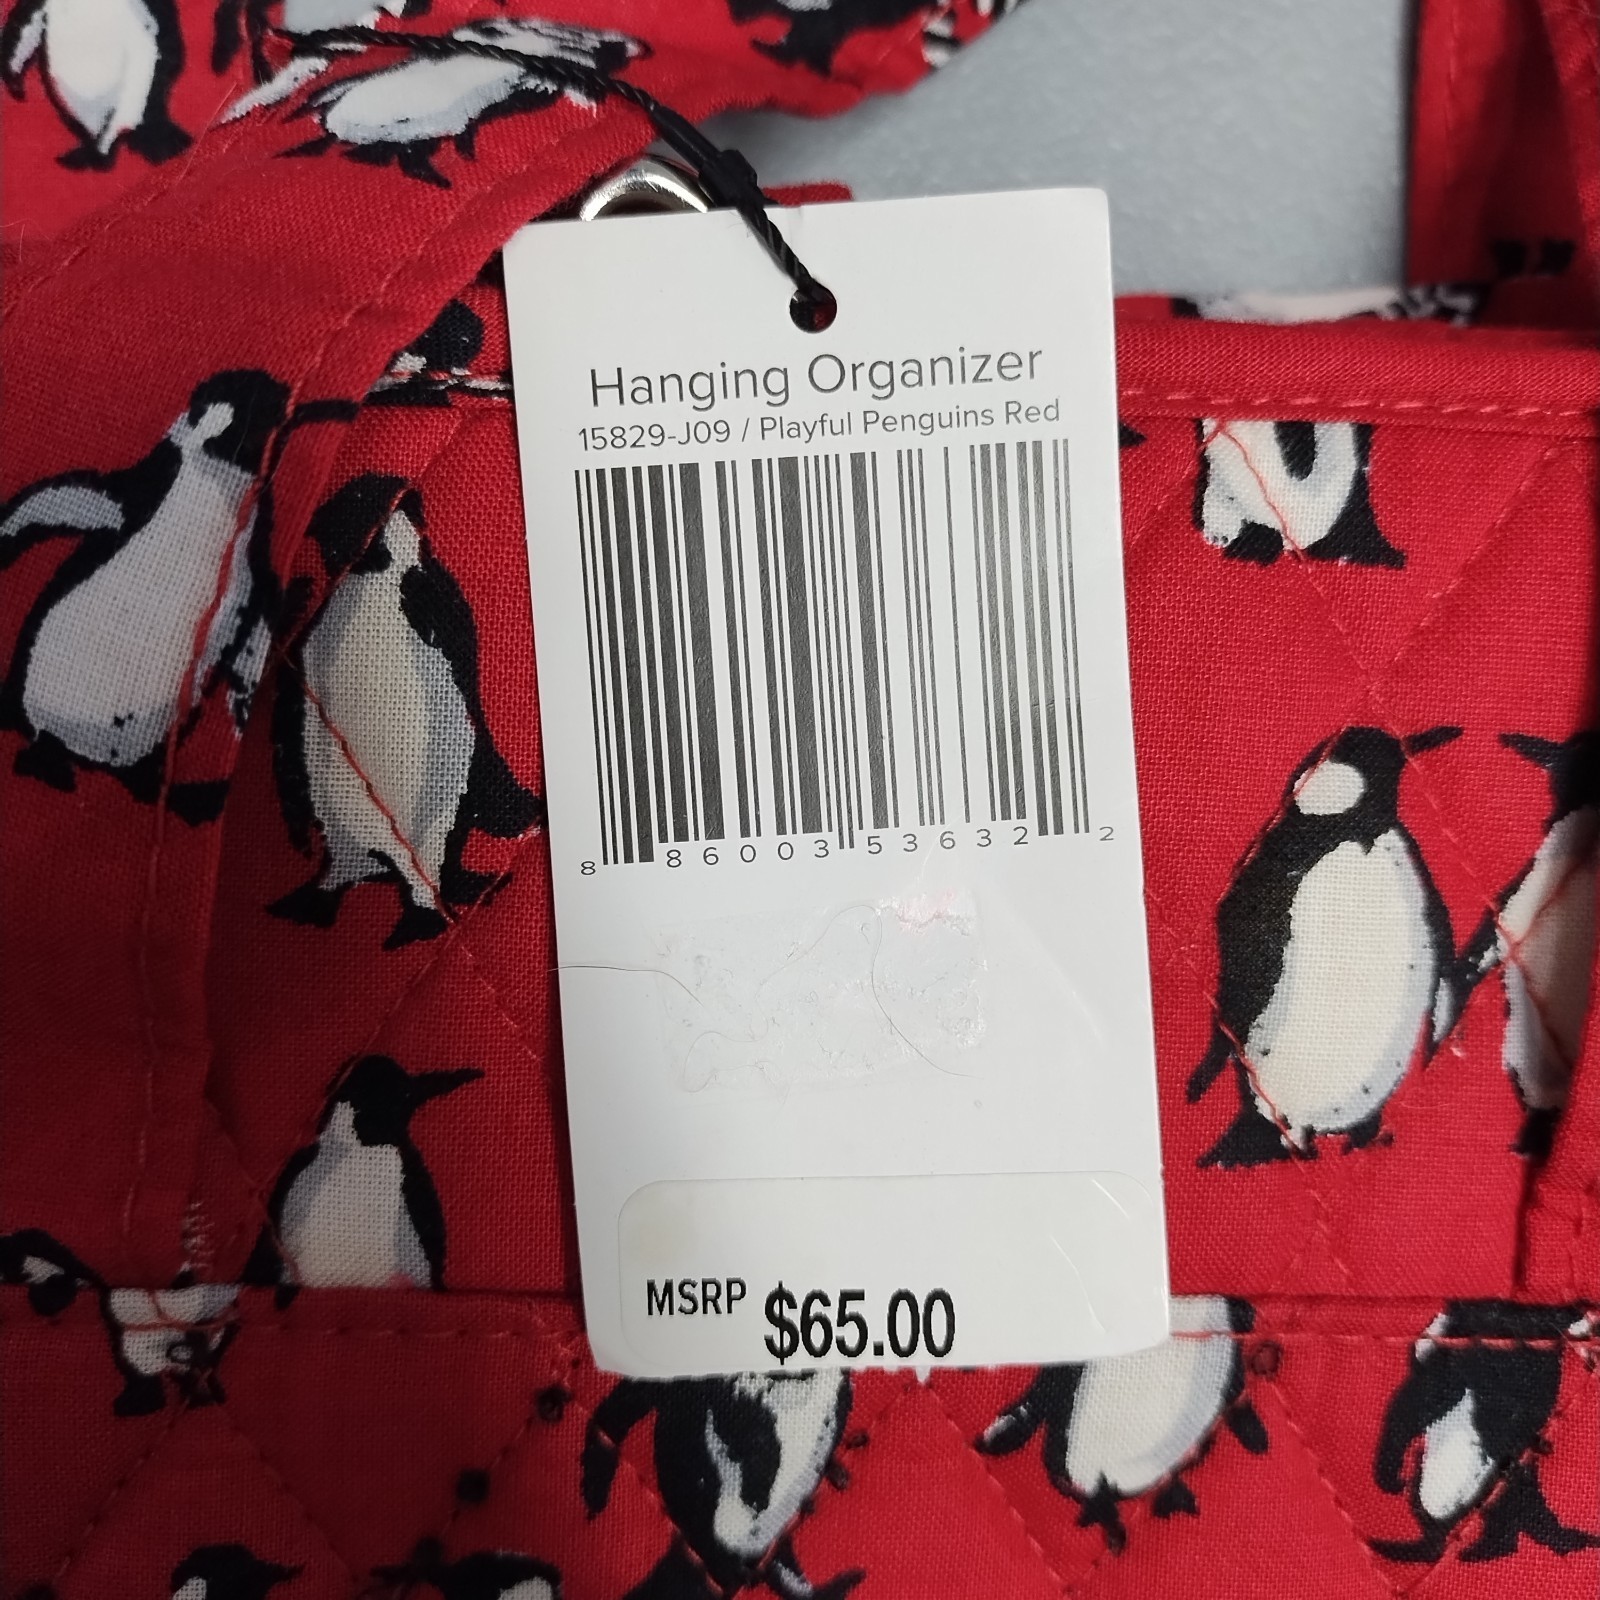 Hanging Organizer
15829-J09 / Playful Penguins Red
8 86003 53632 2
MSRP $65.00